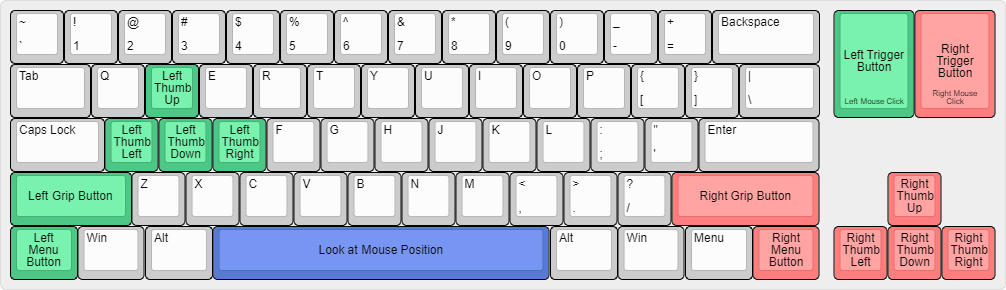 ~ ! @ # $ % ^ & * ( ) _ + Backspace
` 1 2 3 4 5 6 7 8 9 0 - =
Left Trigger Button
Left Mouse Click
Right Trigger Button
Right Mouse Click
Tab Q Left Thumb Up E R T Y U I O P { } |
[ ] \
Caps Lock Left Thumb Left Left Thumb Down Left Thumb Right F G H J K L : " Enter
; '
Left Grip Button Z X C V B N M < > ? Right Grip Button
, . /
Right Thumb Up
Left Menu Button Win Alt Look at Mouse Position Alt Win Menu Right Menu Button
Right Thumb Left Right Thumb Down Right Thumb Right